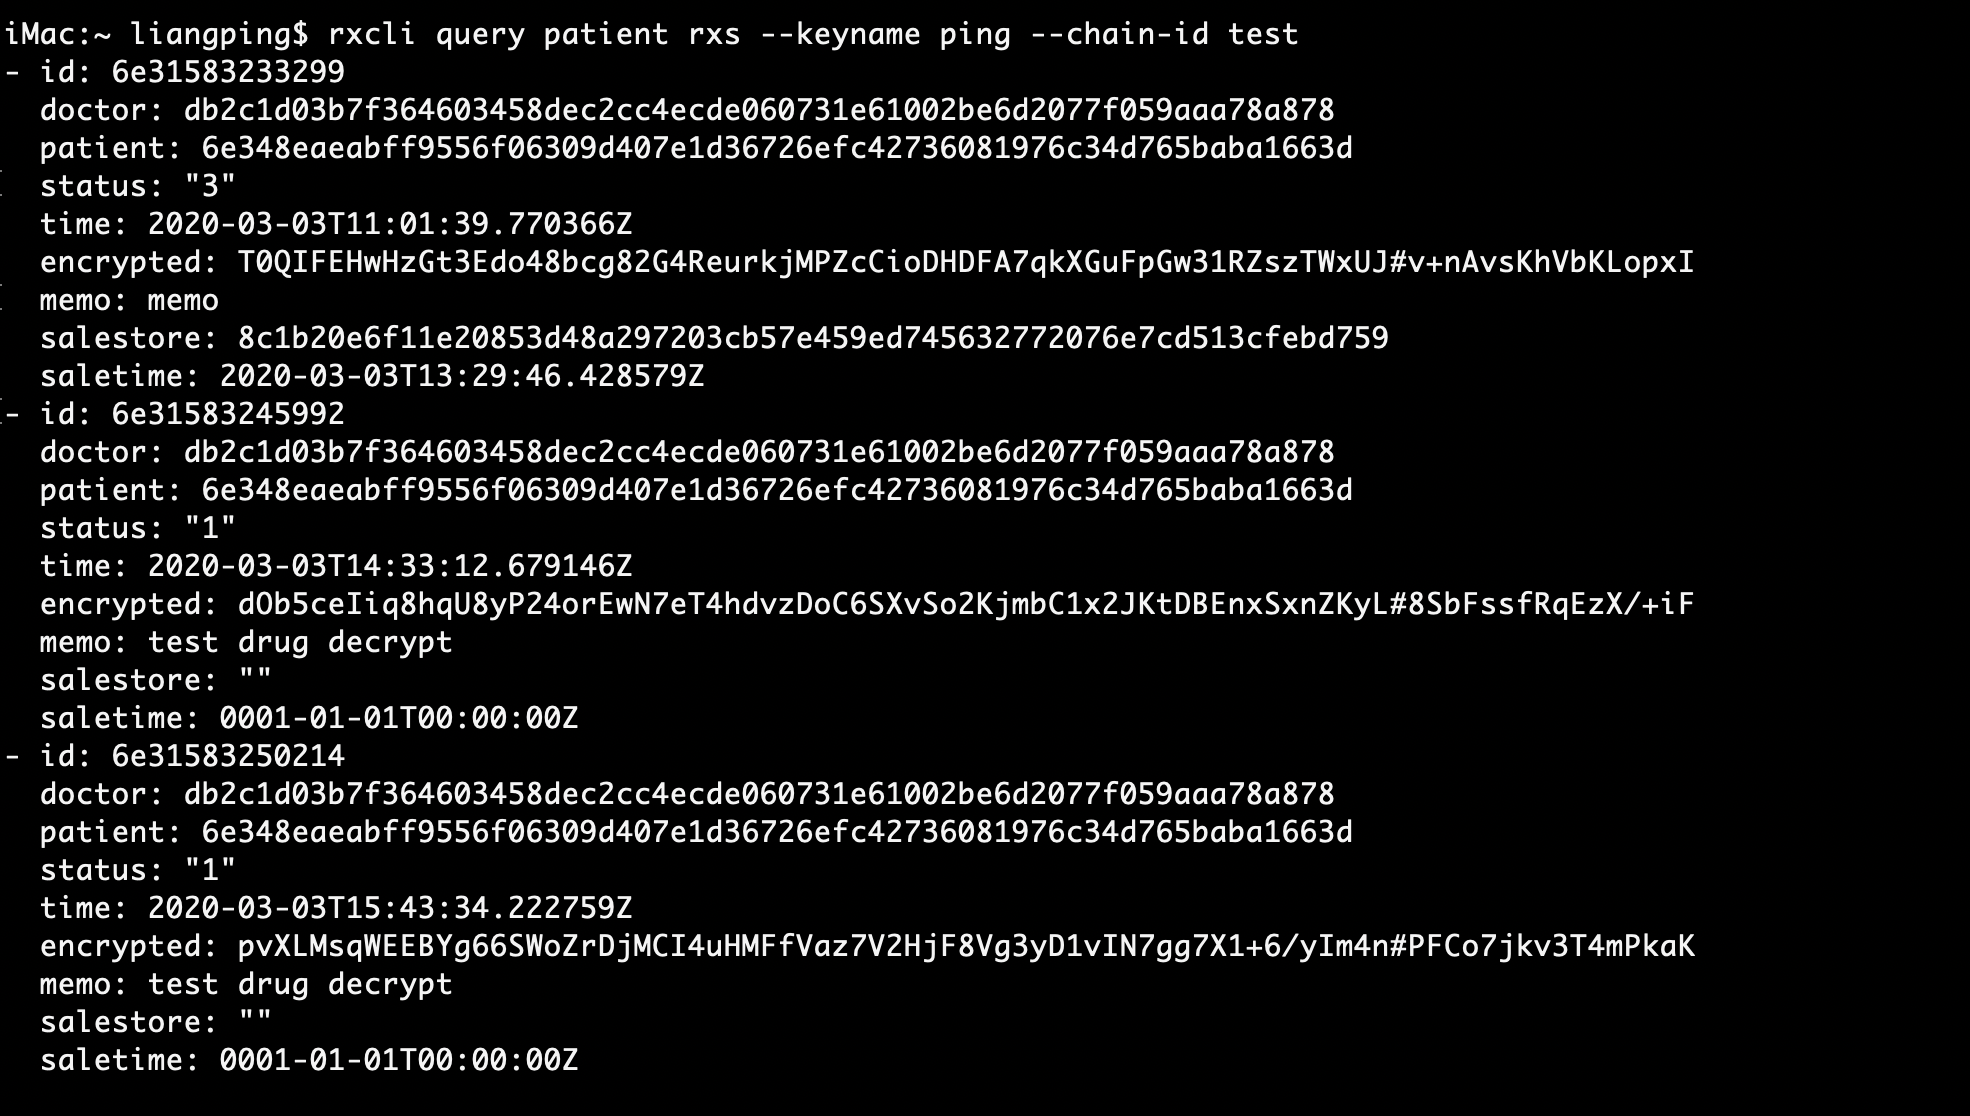 iMac:~ liangping$ rxcli query patient rxs --keyname ping --chain-id test
- id: 6e31583233299
  doctor: db2c1d03b7f364603458dec2cc4ecde060731e61002be6d2077f059aaa78a878
  patient: 6e348eaeabff9556f06309d407e1d36726efc42736081976c34d765baba1663d
  status: "3"
  time: 2020-03-03T11:01:39.770366Z
  encrypted: T0QIFEHwHzGt3Edo48bcg82G4ReurkjMPZcCioDHDFA7qkXGuFpGw31RZszTWxUJ#v+nAvsKhVbKLopxI
  memo: memo
  salestore: 8c1b20e6f11e20853d48a297203cb57e459ed745632772076e7cd513cfebd759
  saletime: 2020-03-03T13:29:46.428579Z
- id: 6e31583245992
  doctor: db2c1d03b7f364603458dec2cc4ecde060731e61002be6d2077f059aaa78a878
  patient: 6e348eaeabff9556f06309d407e1d36726efc42736081976c34d765baba1663d
  status: "1"
  time: 2020-03-03T14:33:12.679146Z
  encrypted: dOb5ceIiq8hqU8yP24orEwN7eT4hdvzDoC6SXvSo2KjmbC1x2JKtDBEnxSxnZKyL#8SbFssfRqEzX/+iF
  memo: test drug decrypt
  salestore: ""
  saletime: 0001-01-01T00:00:00Z
- id: 6e31583250214
  doctor: db2c1d03b7f364603458dec2cc4ecde060731e61002be6d2077f059aaa78a878
  patient: 6e348eaeabff9556f06309d407e1d36726efc42736081976c34d765baba1663d
  status: "1"
  time: 2020-03-03T15:43:34.222759Z
  encrypted: pvXLMsqWEEBYg66SWoZrDjMCI4uHMFfVaz7V2HjF8Vg3yD1vIN7gg7X1+6/yIm4n#PFCo7jkv3T4mPkaK
  memo: test drug decrypt
  salestore: ""
  saletime: 0001-01-01T00:00:00Z